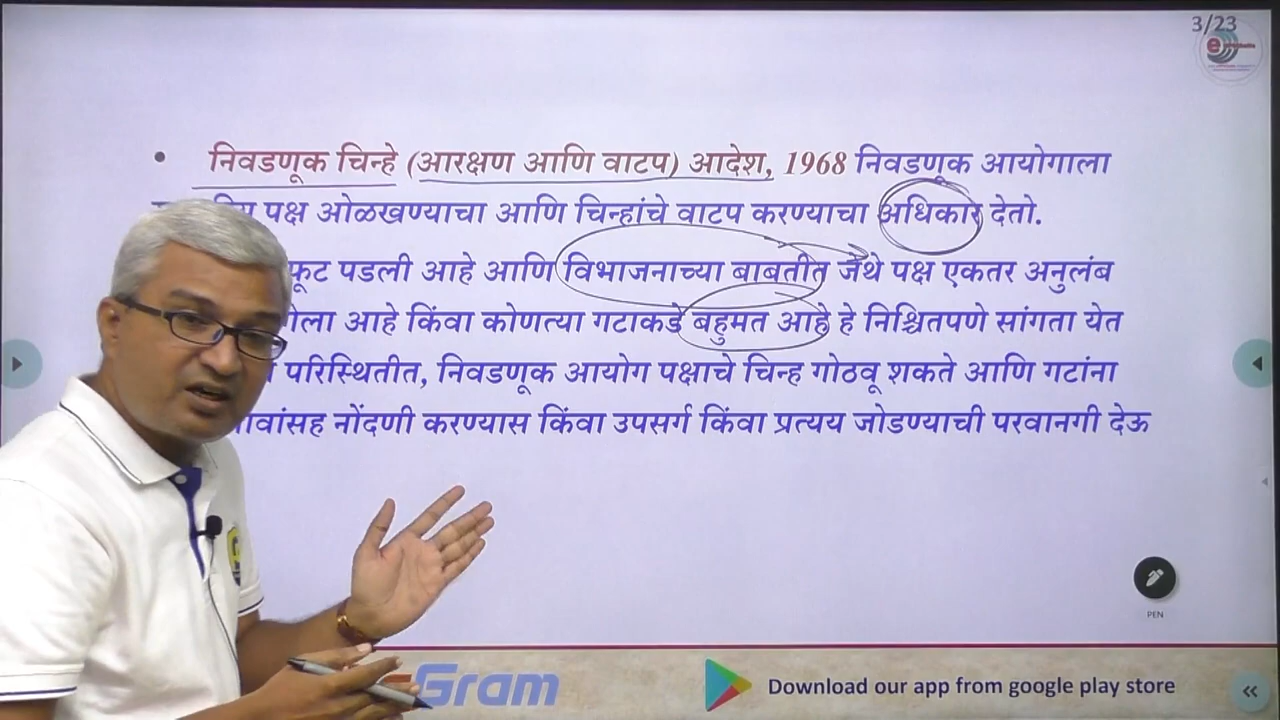 3/23
निवडणूक चिन्हे (आरक्षण आणि वाटप) आदेश, 1968 निवडणूक आयोगाला
पक्ष ओळखण्याचा आणि चिन्हांचे वाटप करण्याचा अधिकार देतो.
फूट पडली आहे आणि विभाजनाच्या बाबतीत जेथे पक्ष एकतर अनुलंब
आहे किंवा कोणत्या गटाकडे बहुमत आहे हे निश्चितपणे सांगता येत
परिस्थितीत, निवडणूक आयोग पक्षाचे चिन्ह गोठवू शकते आणि गटांना
नोंदणी करण्यास किंवा उपसर्ग किंवा प्रत्यय जोडण्याची परवानगी देऊ
PEN
Gram
Download our app from google play store